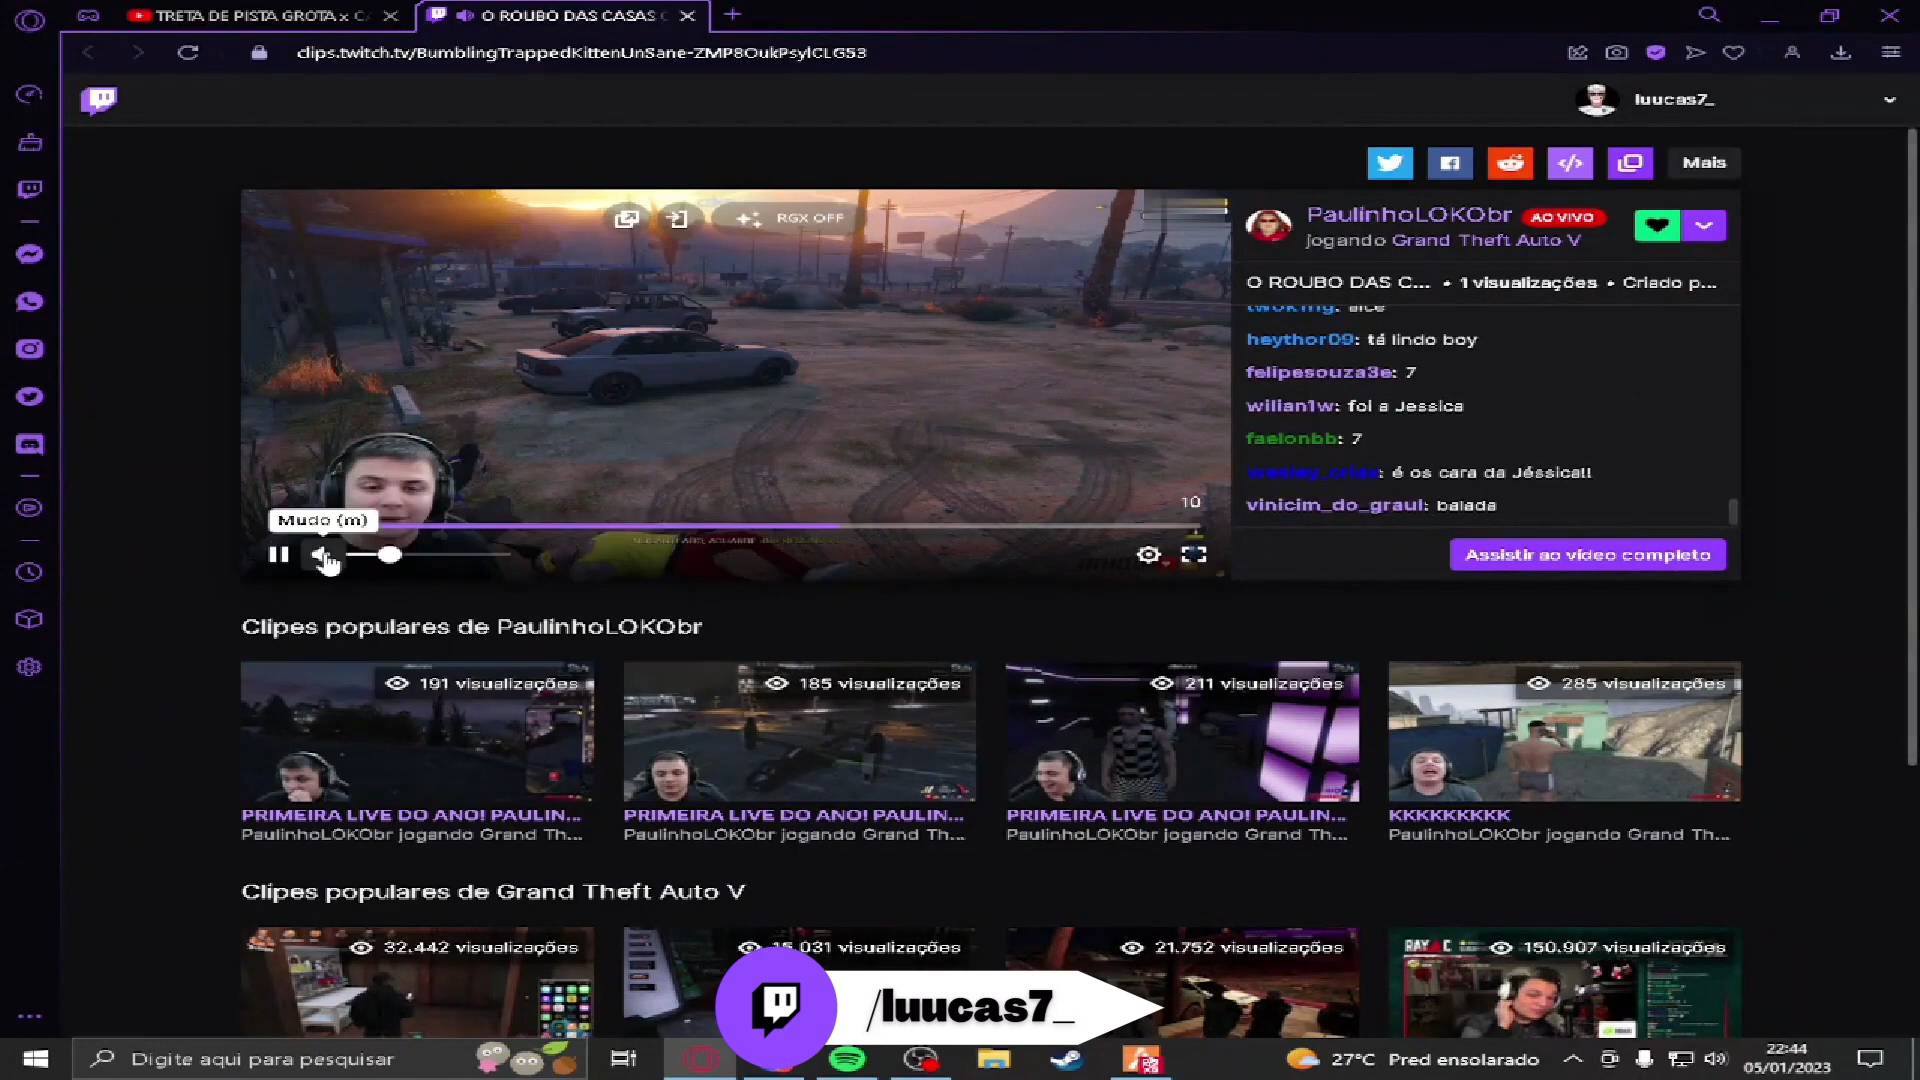 TRETA DE PISTA GROTA x C
O ROUBO DAS CASAS
clips.twitch.tv/BumblingTrappedKittenUnSane-ZMP8OukPsylCLG53
luucas7_
Mais
RGX OFF
PaulinhoLOKObr AO VIVO
jogando Grand Theft Auto V
O ROUBO DAS C... • 1 visualizações • Criado p...
heythor09: tá lindo boy
felipesouza3e: 7
wilian1w: foi a Jessica
faelonbb: 7
é os cara da Jéssica!!
vinicim_do_grau1: balada
Assistir ao vídeo completo
10
Mudo (m)
Clipes populares de PaulinhoLOKObr
191 visualizações
185 visualizações
211 visualizações
285 visualizações
PRIMEIRA LIVE DO ANO! PAULIN...
PaulinhoLOKObr jogando Grand Th...
PRIMEIRA LIVE DO ANO! PAULIN...
PaulinhoLOKObr jogando Grand Th...
PRIMEIRA LIVE DO ANO! PAULIN...
PaulinhoLOKObr jogando Grand Th...
KKKKKKKKK
PaulinhoLOKObr jogando Grand Th...
Clipes populares de Grand Theft Auto V
32.442 visualizações
15.031 visualizações
21.752 visualizações
150.907 visualizações
/luucas7_
Digite aqui para pesquisar
27°C Pred ensolarado
22:44
05/01/2023